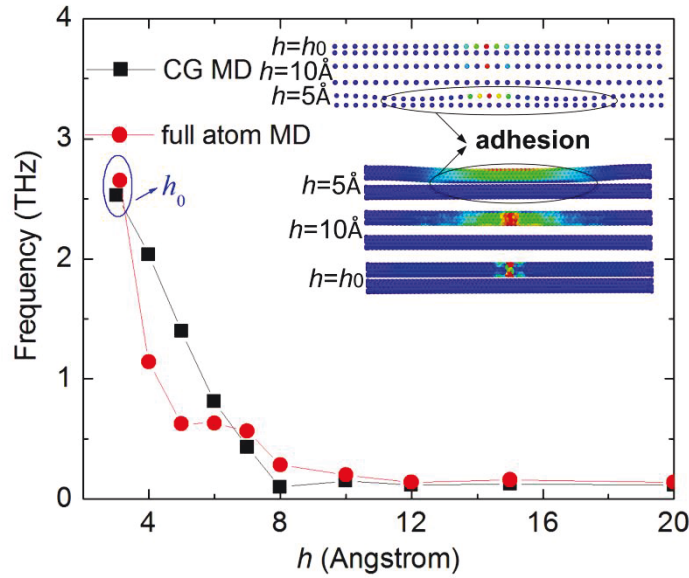 4
3
2
1
0
Frequency (THz)
CG MD
full atom MD
h0
h=h0
h=10Å
h=5Å
adhesion
h=5Å
h=10Å
h=h0
4 8 12 16 20
h (Angstrom)